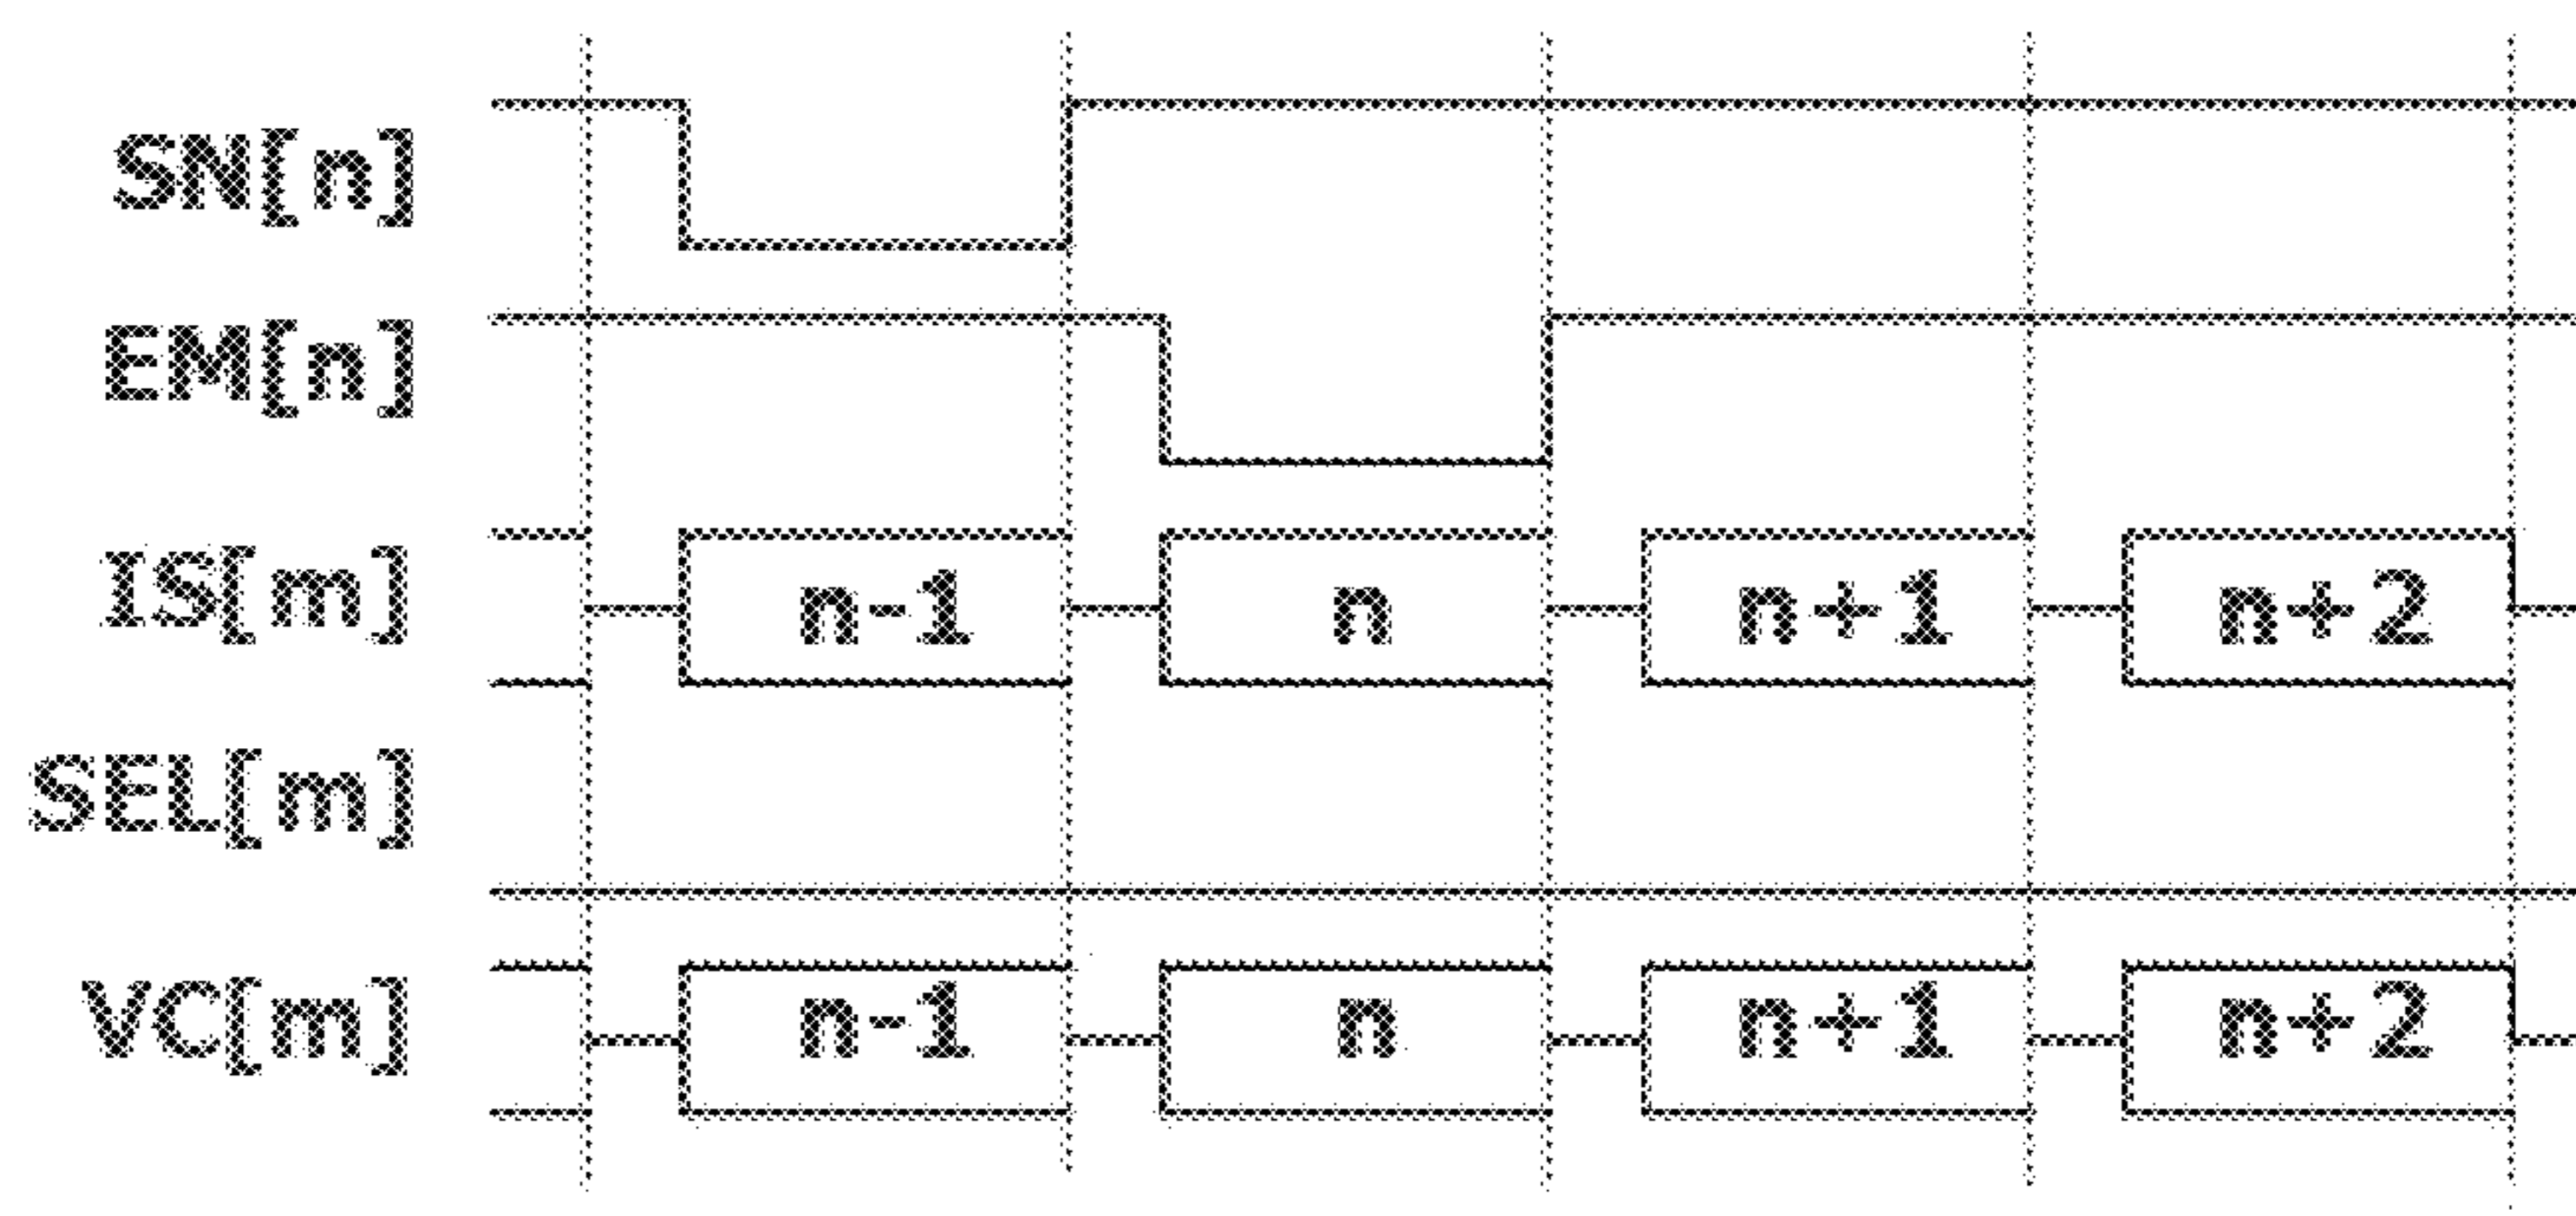 SN[n]
EM[n]
IS[m] n-1 n n+1 n+2
SEL[m]
VC[m] n-1 n n+1 n+2